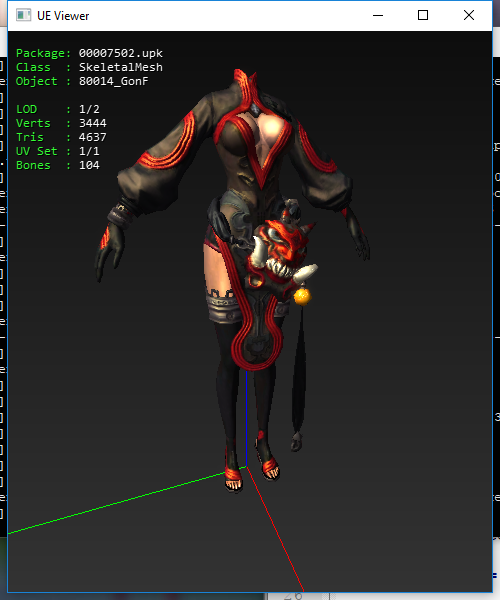 UE Viewer
Package: 00007502.upk
Class : SkeletalMesh
Object : 80014_GonF
LOD : 1/2
Verts : 3444
Tris : 4637
UV Set : 1/1
Bones : 104